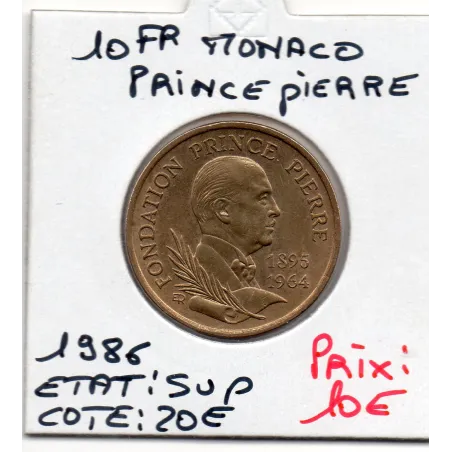 10 FR MONACO
PRINCE PIERRE
FONDATION PRINCE PIERRE
1895
1964
1986
ETAT: SUP
COTE: 20€
PRIX:
10€